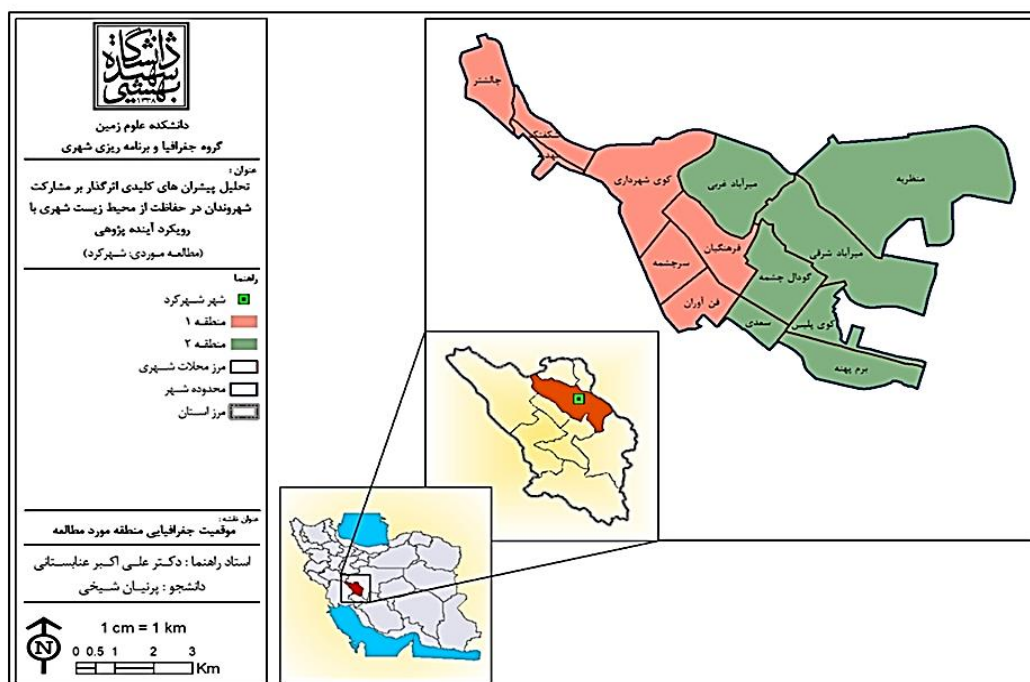 دانشگاه
شهید
بهشتی
۱۳۳۸
دانشکده علوم زمین
گروه جغرافیا و برنامه ریزی شهری
عنوان :
تحلیل پیشران های کلیدی اثرگذار بر مشارکت
شهروندان در حفاظت از محیط زیست شهری با
رویکرد آینده پژوهی
(مطالعه موردی: شهرکرد)
راهنما
شهر شهرکرد
منطقه ۱
منطقه ۲
مرز محلات شهری
محدوده شهر
مرز استان
عنوان نقشه :
موقعیت جغرافیایی منطقه مورد مطالعه
استاد راهنما : دکتر علی اکبر عنابستانی
دانشجو : پرنیان شیخی
N
1 cm = 1 km
0 0.5 1 2 3
Km
چالشتر
کوی شهرداری
میرآباد غربی
منظریه
فرهنگیان
میرآباد شرقی
سرچشمه
گودال چشمه
فن آوران
سعدی
کوی پلیس
برم پهنه